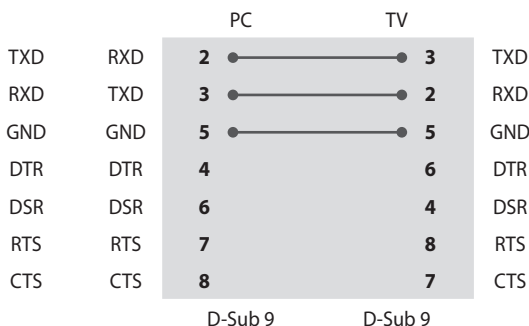 PC TV
TXD RXD 2 3 TXD
RXD TXD 3 2 RXD
GND GND 5 5 GND
DTR DTR 4 6 DTR
DSR DSR 6 4 DSR
RTS RTS 7 8 RTS
CTS CTS 8 7 CTS
D-Sub 9 D-Sub 9